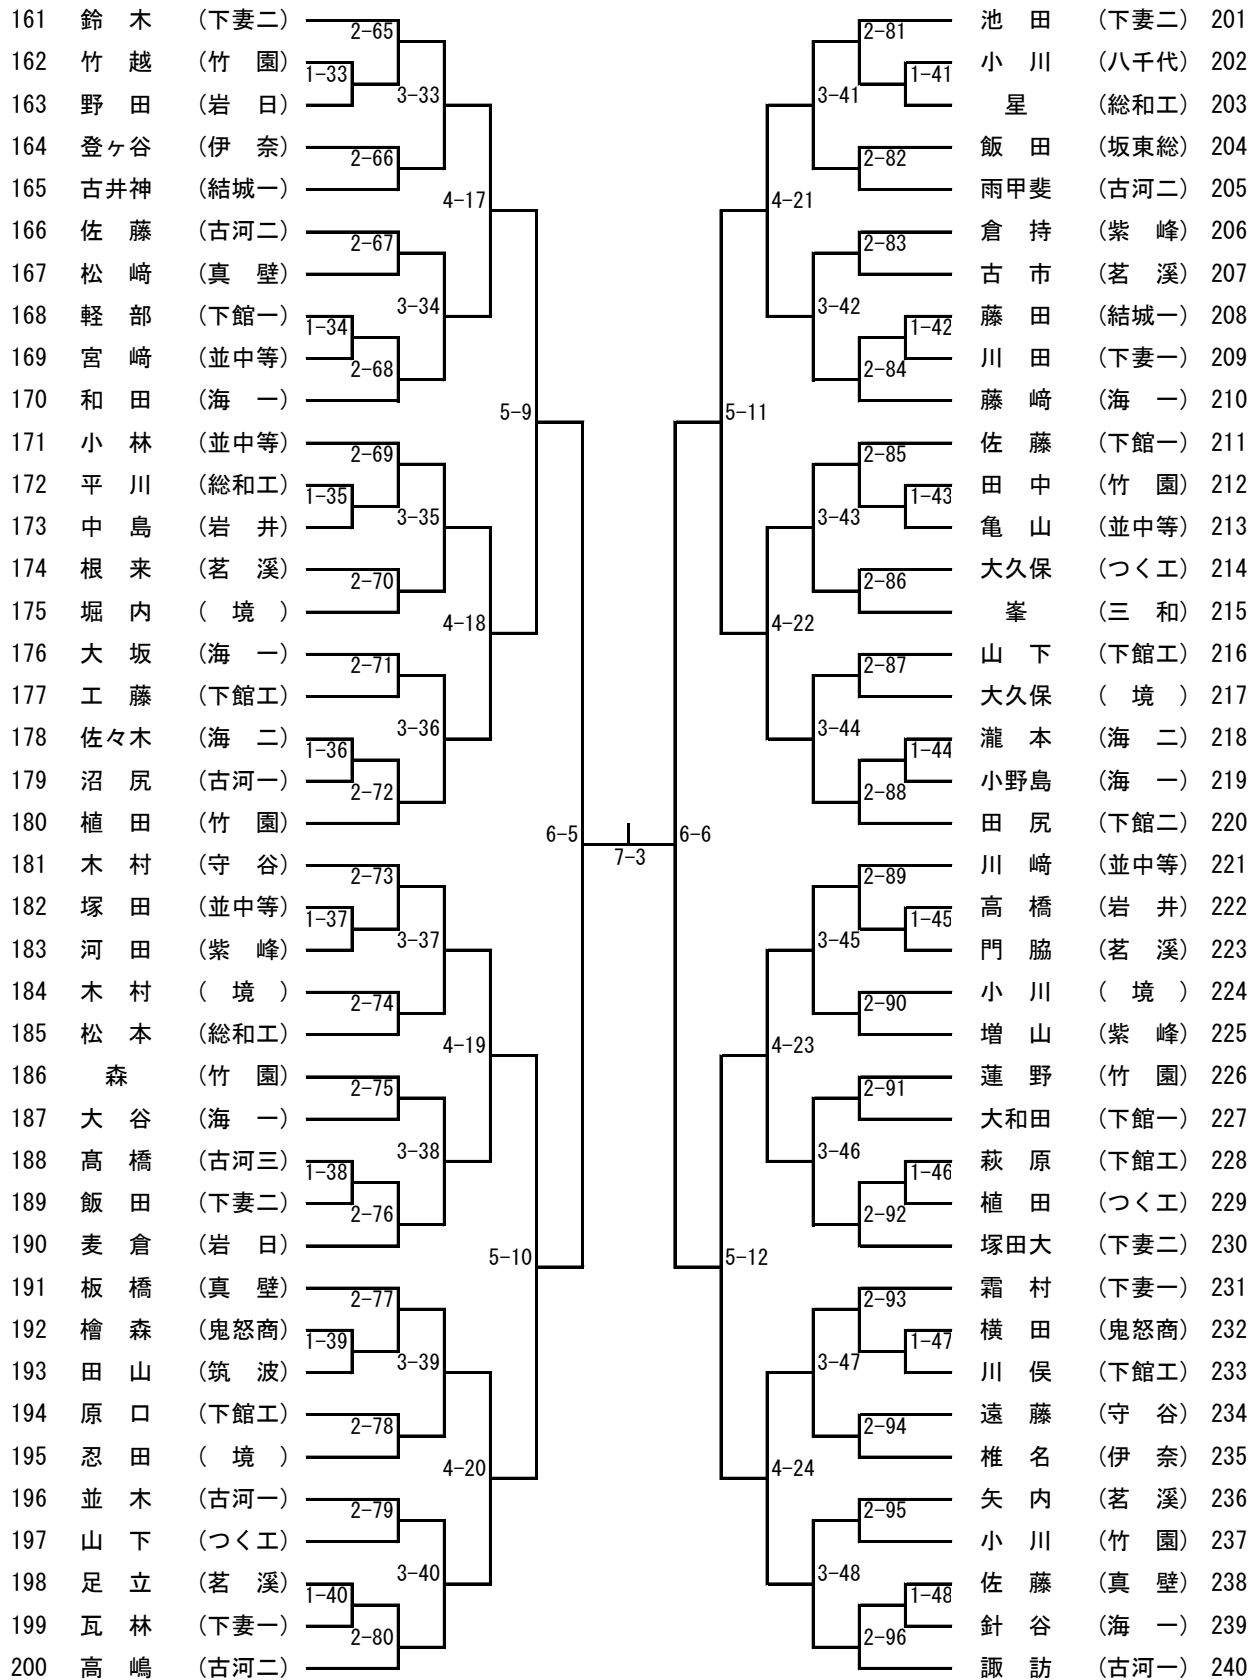 161 鈴 木 (下妻二) 2-65 2-81 池 田 (下妻二) 201
162 竹 越 (竹 園) 1-33 1-41 小 川 (八千代) 202
163 野 田 (岩 日) 3-33 3-41 星 (総和工) 203
164 登ヶ谷 (伊 奈) 2-66 2-82 飯 田 (坂東総) 204
165 古井神 (結城一) 4-17 4-21 雨甲斐 (古河二) 205
166 佐 藤 (古河二) 2-67 2-83 倉 持 (紫 峰) 206
167 松 﨑 (真 壁) 古 市 (茗 溪) 207
168 軽 部 (下館一) 1-34 3-34 3-42 1-42 藤 田 (結城一) 208
169 宮 﨑 (並中等) 2-68 2-84 川 田 (下妻一) 209
170 和 田 (海 一) 5-9 5-11 藤 﨑 (海 一) 210
171 小 林 (並中等) 2-69 2-85 佐 藤 (下館一) 211
172 平 川 (総和工) 1-35 1-43 田 中 (竹 園) 212
173 中 島 (岩 井) 3-35 3-43 亀 山 (並中等) 213
174 根 来 (茗 溪) 2-70 2-86 大久保 (つく工) 214
175 堀 内 ( 境 ) 4-18 4-22 峯 (三 和) 215
176 大 坂 (海 一) 2-71 2-87 山 下 (下館工) 216
177 工 藤 (下館工) 大久保 ( 境 ) 217
178 佐々木 (海 二) 1-36 3-36 3-44 1-44 瀧 本 (海 二) 218
179 沼 尻 (古河一) 2-72 2-88 小野島 (海 一) 219
180 植 田 (竹 園) 6-5 7-3 6-6 田 尻 (下館二) 220
181 木 村 (守 谷) 2-73 2-89 川 﨑 (並中等) 221
182 塚 田 (並中等) 1-37 1-45 高 橋 (岩 井) 222
183 河 田 (紫 峰) 3-37 3-45 門 脇 (茗 溪) 223
184 木 村 ( 境 ) 2-74 2-90 小 川 ( 境 ) 224
185 松 本 (総和工) 4-19 4-23 増 山 (紫 峰) 225
186 森 (竹 園) 2-75 2-91 蓮 野 (竹 園) 226
187 大 谷 (海 一) 大和田 (下館一) 227
188 髙 橋 (古河三) 1-38 3-38 3-46 1-46 萩 原 (下館工) 228
189 飯 田 (下妻二) 2-76 2-92 植 田 (つく工) 229
190 麦 倉 (岩 日) 5-10 5-12 塚田大 (下妻二) 230
191 板 橋 (真 壁) 2-77 2-93 霜 村 (下妻一) 231
192 檜 森 (鬼怒商) 1-39 1-47 横 田 (鬼怒商) 232
193 田 山 (筑 波) 3-39 3-47 川 俣 (下館工) 233
194 原 口 (下館工) 2-78 2-94 遠 藤 (守 谷) 234
195 忍 田 ( 境 ) 4-20 4-24 椎 名 (伊 奈) 235
196 並 木 (古河一) 2-79 2-95 矢 内 (茗 溪) 236
197 山 下 (つく工) 小 川 (竹 園) 237
198 足 立 (茗 溪) 1-40 3-40 3-48 1-48 佐 藤 (真 壁) 238
199 瓦 林 (下妻一) 2-80 2-96 針 谷 (海 一) 239
200 高 嶋 (古河二) 諏 訪 (古河一) 240